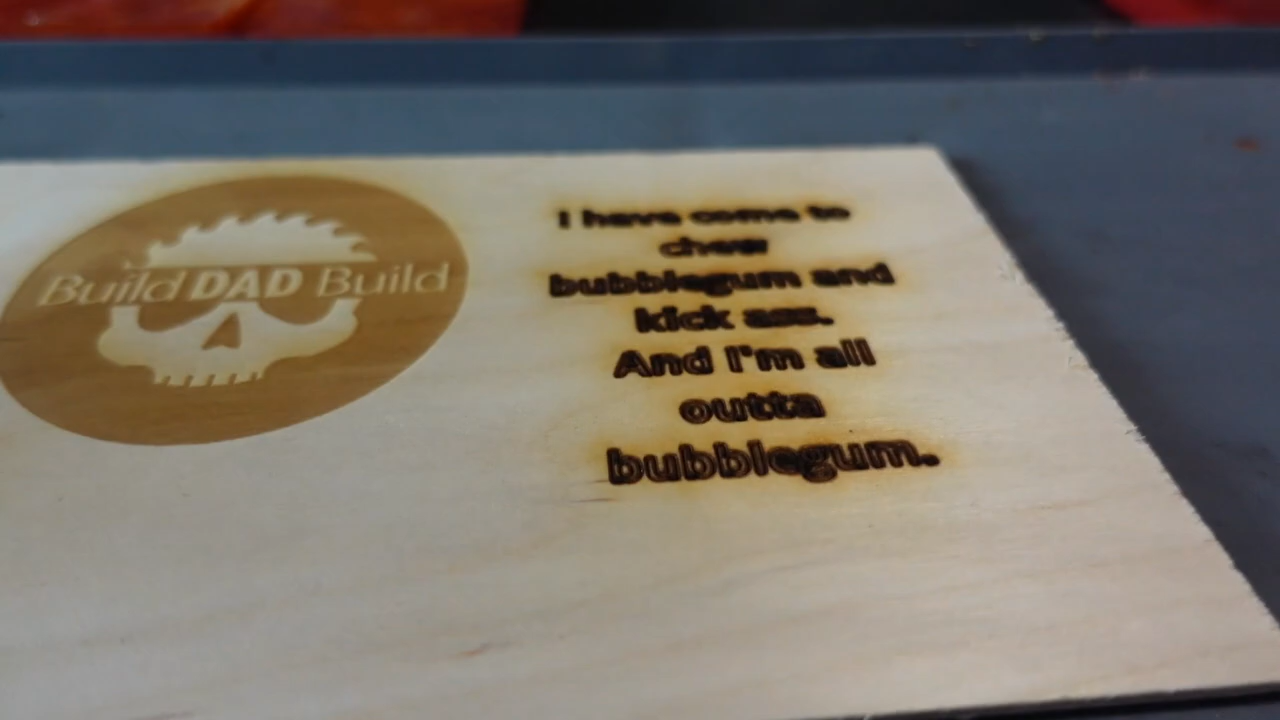 Build DAD Build
I have come to
chew
bubblegum and
kick ass.
And I'm all
outta
bubblegum.